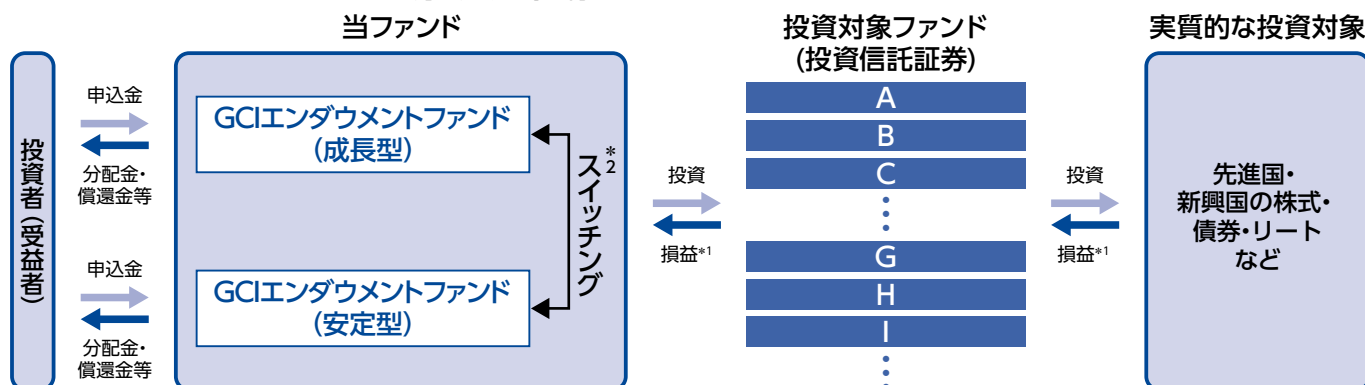 当ファンド
投資対象ファンド
(投資信託証券)
実質的な投資対象
投資者(受益者)
申込金
分配金・
償還金等
申込金
分配金・
償還金等
GCIエンダウメントファンド
(成長型)
GCIエンダウメントファンド
(安定型)
スイッチング*2
投資
損益*1
A
B
C
G
H
I
投資
損益*1
先進国・
新興国の株式・
債券・リート
など